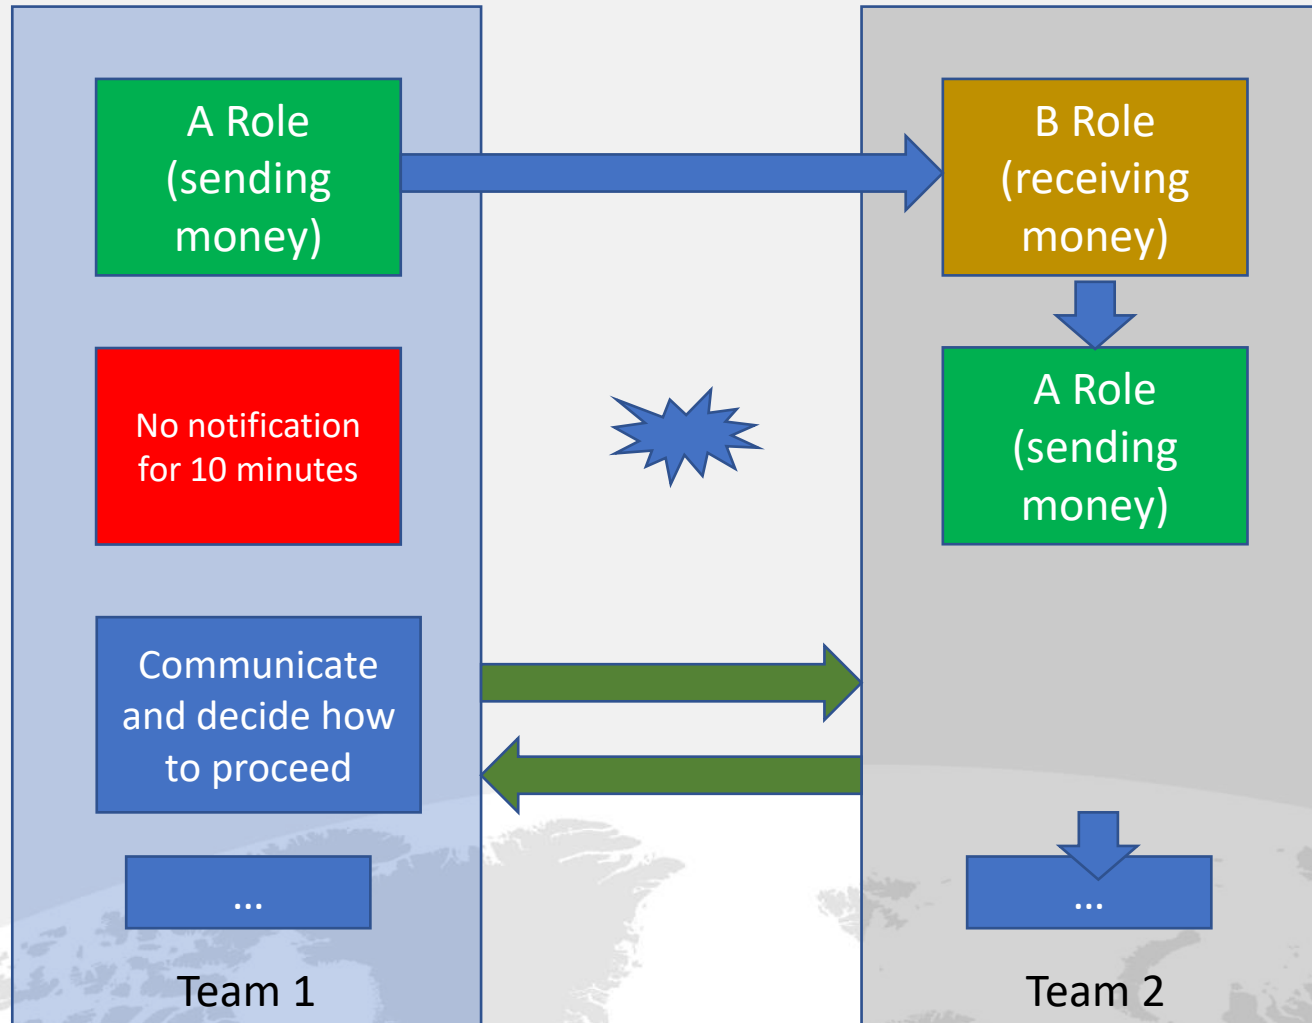 A Role
(sending
money)
B Role
(receiving
money)
No notification
for 10 minutes
A Role
(sending
money)
Communicate
and decide how
to proceed
...
...
Team 1
Team 2